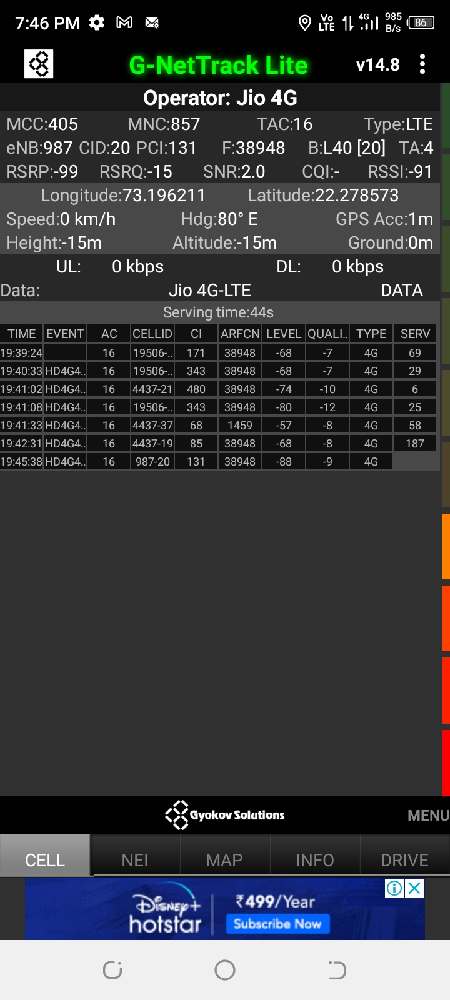 7:46 PM Vo LTE 4G 985 B/s 86
G-NetTrack Lite v14.8
Operator: Jio 4G
MCC:405 MNC:857 TAC:16 Type:LTE
eNB:987 CID:20 PCI:131 F:38948 B:L40 [20] TA:4
RSRP:-99 RSRQ:-15 SNR:2.0 CQI:- RSSI:-91
Longitude:73.196211 Latitude:22.278573
Speed:0 km/h Hdg:80° E GPS Acc:1m
Height:-15m Altitude:-15m Ground:0m
UL: 0 kbps DL: 0 kbps
Data: Jio 4G-LTE DATA
Serving time:44s
TIME EVENT AC CELLID CI ARFCN LEVEL QUALI.. TYPE SERV
19:39:24 16 19506-.. 171 38948 -68 -7 4G 69
19:40:33 HD4G4.. 16 19506-.. 343 38948 -68 -7 4G 29
19:41:02 HD4G4.. 16 4437-21 480 38948 -74 -10 4G 6
19:41:08 HD4G4.. 16 19506-.. 343 38948 -80 -12 4G 25
19:41:33 HD4G4.. 16 4437-37 68 1459 -57 -8 4G 58
19:42:31 HD4G4.. 16 4437-19 85 38948 -68 -8 4G 187
19:45:38 HD4G4.. 16 987-20 131 38948 -88 -9 4G
Gyokov Solutions MENU
CELL NEI MAP INFO DRIVE
Disney+ hotstar ₹499/Year
Subscribe Now